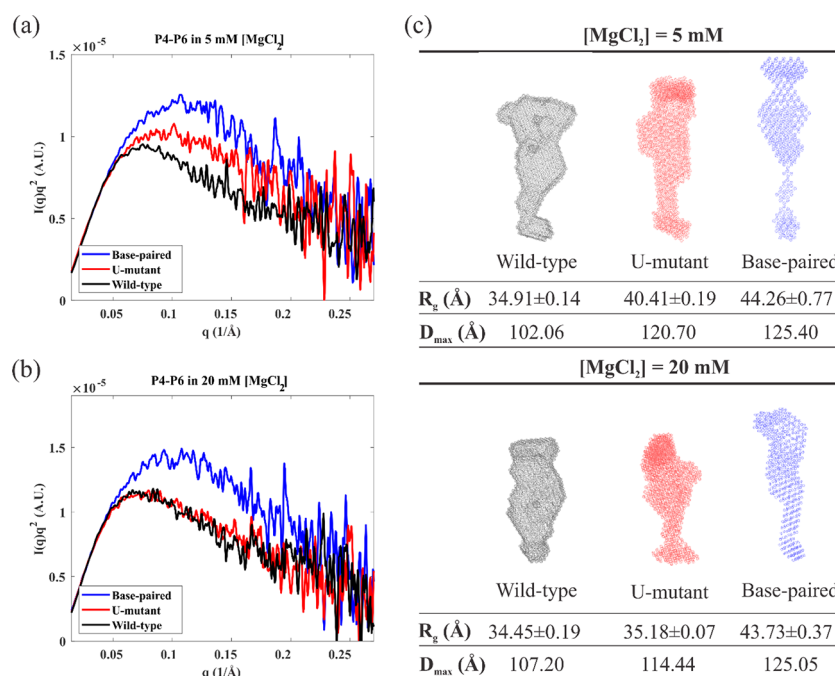 (a)
P4-P6 in 5 mM [MgCl2]
×10⁻⁵
1.5
1
0.5
0
I(q)q² (A.U.)
Base-paired
U-mutant
Wild-type
0.05 0.1 0.15 0.2 0.25
q (1/Å)
(b)
P4-P6 in 20 mM [MgCl2]
×10⁻⁵
1.5
1
0.5
0
I(q)q² (A.U.)
Base-paired
U-mutant
Wild-type
0.05 0.1 0.15 0.2 0.25
q (1/Å)
(c)
[MgCl₂] = 5 mM
Wild-type U-mutant Base-paired
Rg (Å) 34.91±0.14 40.41±0.19 44.26±0.77
Dmax (Å) 102.06 120.70 125.40
[MgCl₂] = 20 mM
Wild-type U-mutant Base-paired
Rg (Å) 34.45±0.19 35.18±0.07 43.73±0.37
Dmax (Å) 107.20 114.44 125.05